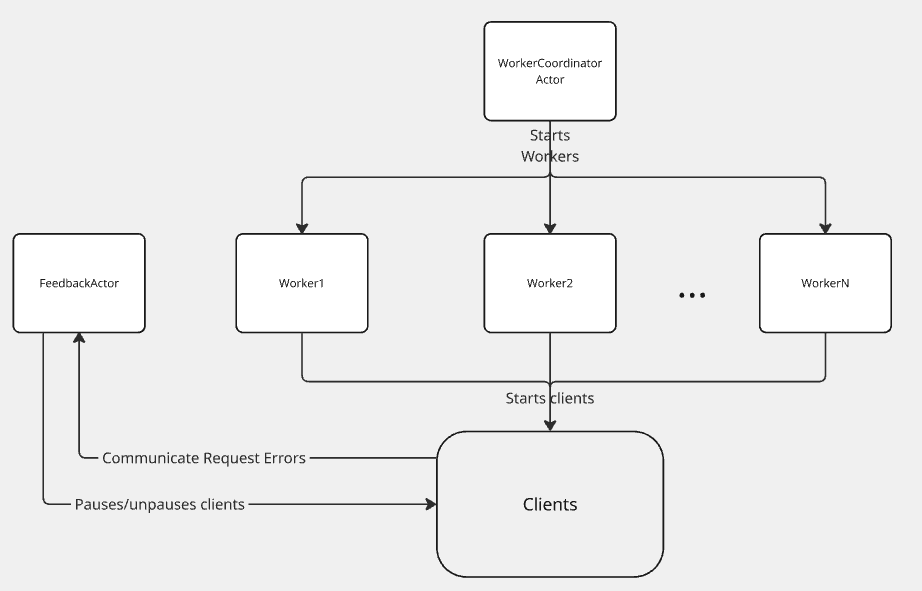 WorkerCoordinator
Actor
Starts
Workers
FeedbackActor
Worker1
Worker2
...
WorkerN
Starts clients
Communicate Request Errors
Pauses/unpauses clients
Clients